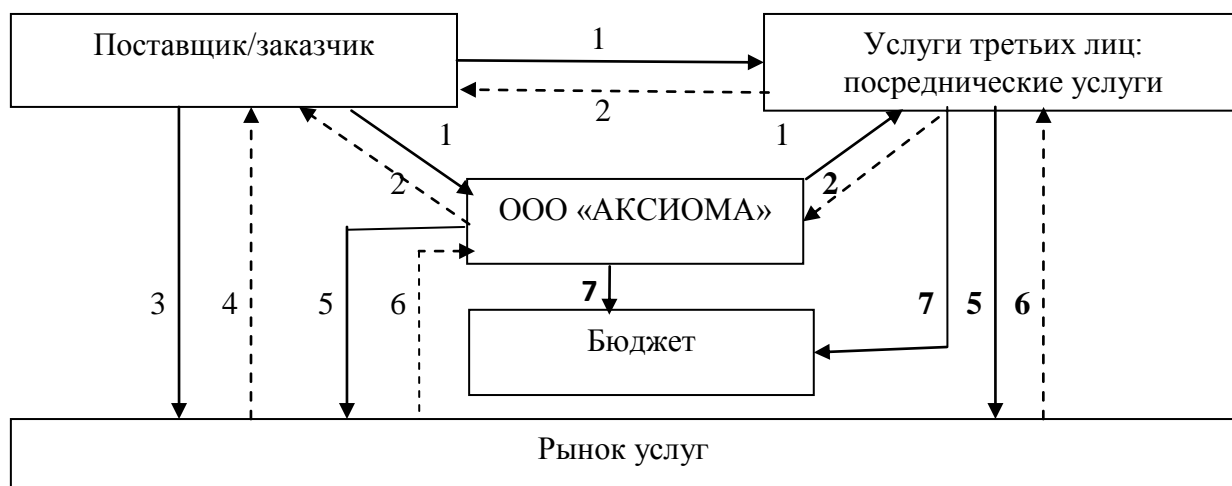 Поставщик/заказчик
1
Услуги третьих лиц:
посреднические услуги
2
1
1
2
2
ООО «АКСИОМА»
3
4
5
6
7
7
5
6
Бюджет
Рынок услуг